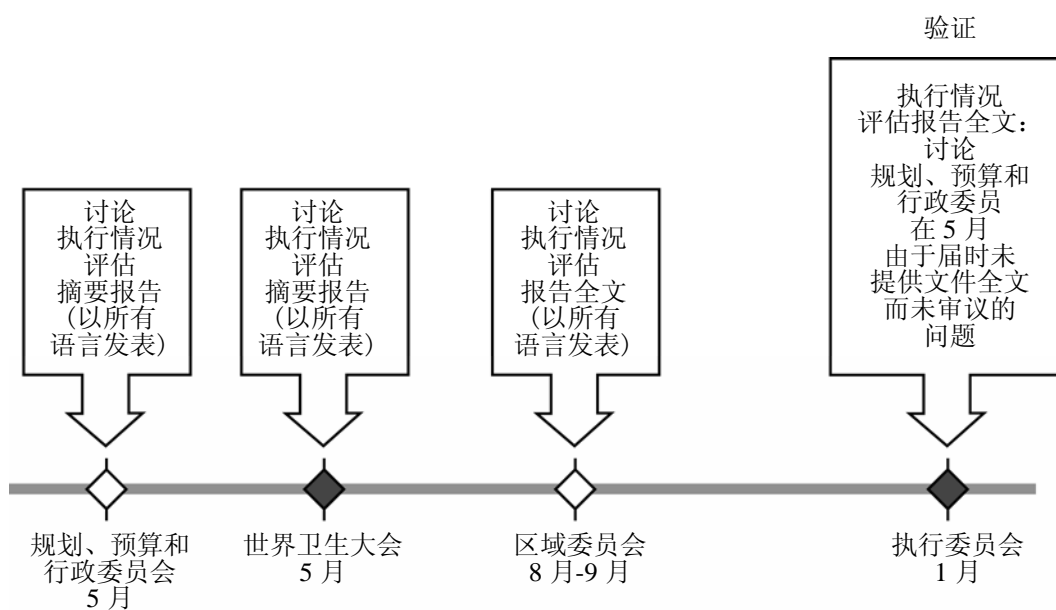 验证
执行情况
评估报告全文：
讨论
规划、预算和
行政委员
在 5 月
由于届时未
提供文件全文
而未审议的
问题
讨论
执行情况
评估
摘要报告
(以所有
语言发表)
讨论
执行情况
评估
摘要报告
(以所有
语言发表)
讨论
执行情况
评估
报告全文
(以所有
语言发表)
规划、预算和
行政委员会
5 月
世界卫生大会
5 月
区域委员会
8 月-9 月
执行委员会
1 月